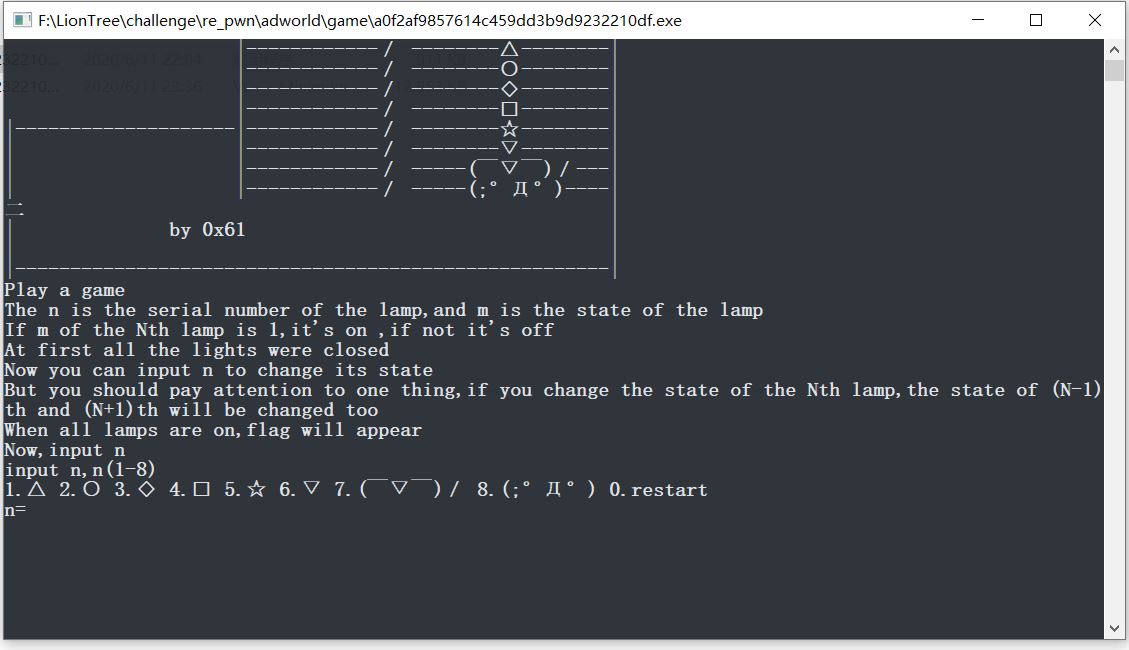 F:\LionTree\challenge\re_pwn\adworld\game\a0f2af9857614c459dd3b9d9232210df.exe
|------------/ --------△--------|
|------------/ --------○--------|
|------------/ --------◇--------|
|------------/ --------□--------|
|--------------------|------------/ --------☆--------|
| |------------/ --------▽--------|
| |------------/ -----(￣▽￣)/---|
| |------------/ -----(;° Д° )----|
二 |
| by 0x61 |
| |
|------------------------------------------------------|
Play a game
The n is the serial number of the lamp,and m is the state of the lamp
If m of the Nth lamp is 1,it's on ,if not it's off
At first all the lights were closed
Now you can input n to change its state
But you should pay attention to one thing,if you change the state of the Nth lamp,the state of (N-1)
th and (N+1)th will be changed too
When all lamps are on,flag will appear
Now,input n
input n,n(1-8)
1.△ 2.○ 3.◇ 4.□ 5.☆ 6.▽ 7.(￣▽￣)/ 8.(;° Д° ) 0.restart
n=